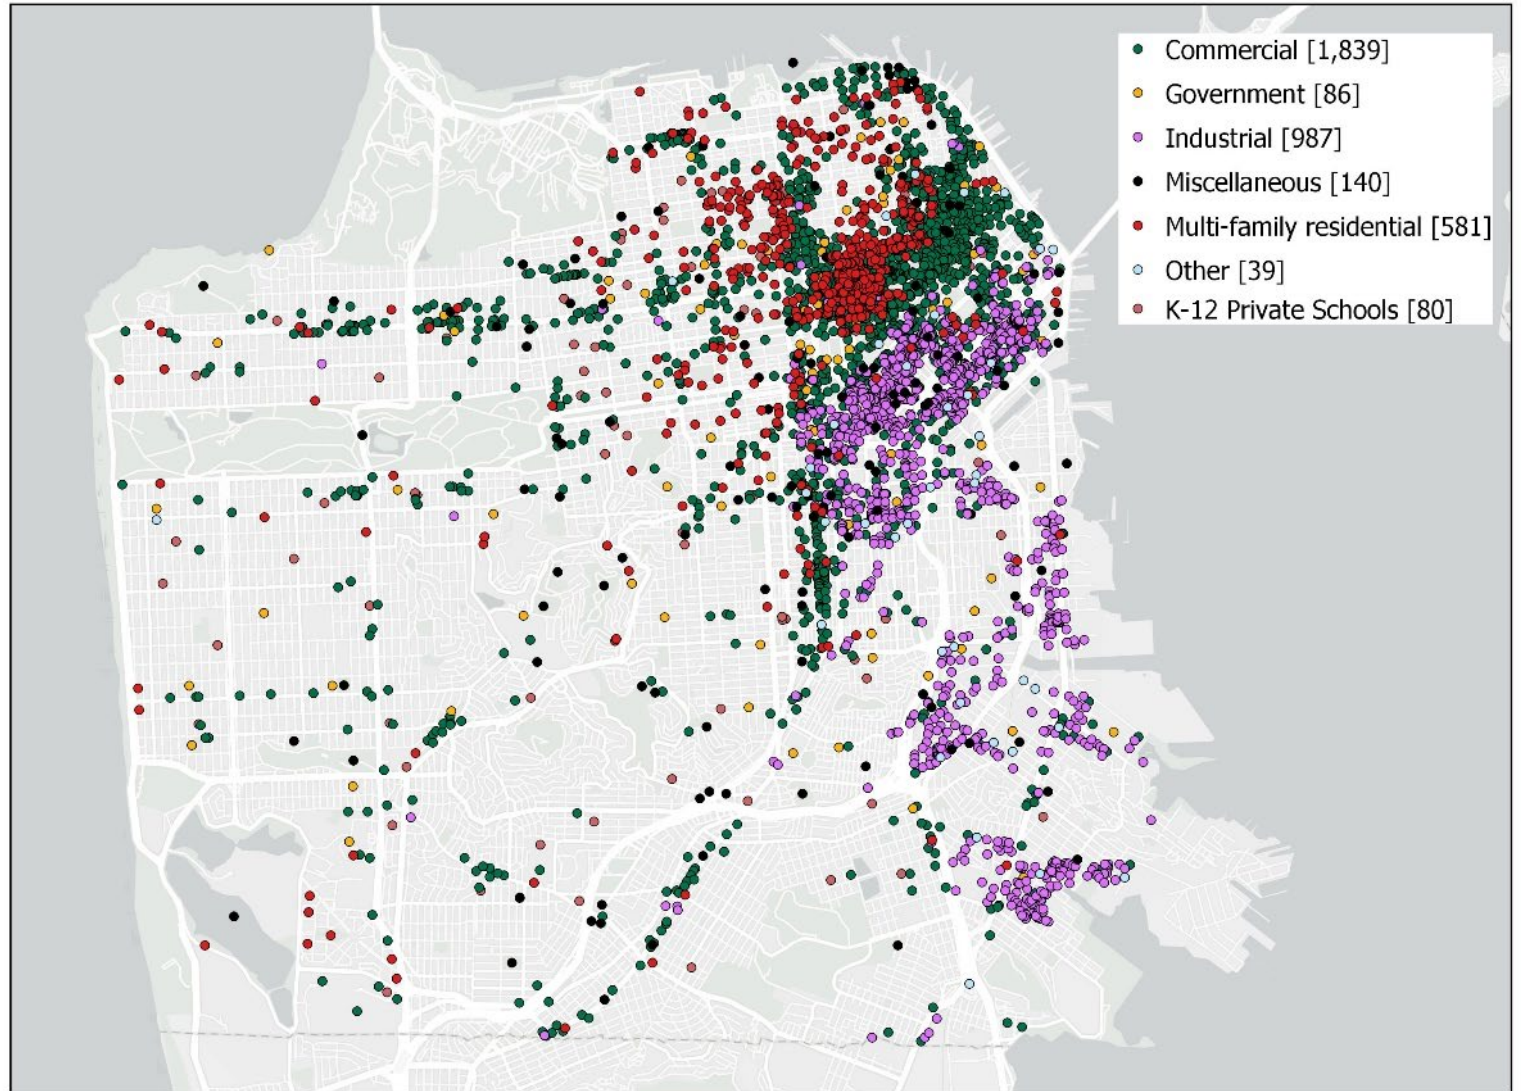 Commercial [1,839]
Government [86]
Industrial [987]
Miscellaneous [140]
Multi-family residential [581]
Other [39]
K-12 Private Schools [80]